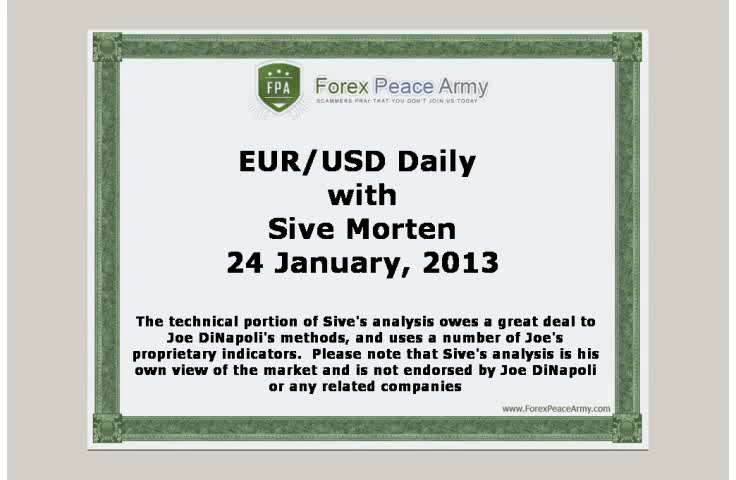 FPA
Forex Peace Army
SCAMMERS PRAY THAT YOU DON'T JOIN US TODAY
EUR/USD Daily
with
Sive Morten
24 January, 2013
The technical portion of Sive's analysis owes a great deal to
Joe DiNapoli's methods, and uses a number of Joe's
proprietary indicators.  Please note that Sive's analysis is his
own view of the market and is not endorsed by Joe DiNapoli
or any related companies
www.ForexPeaceArmy.com